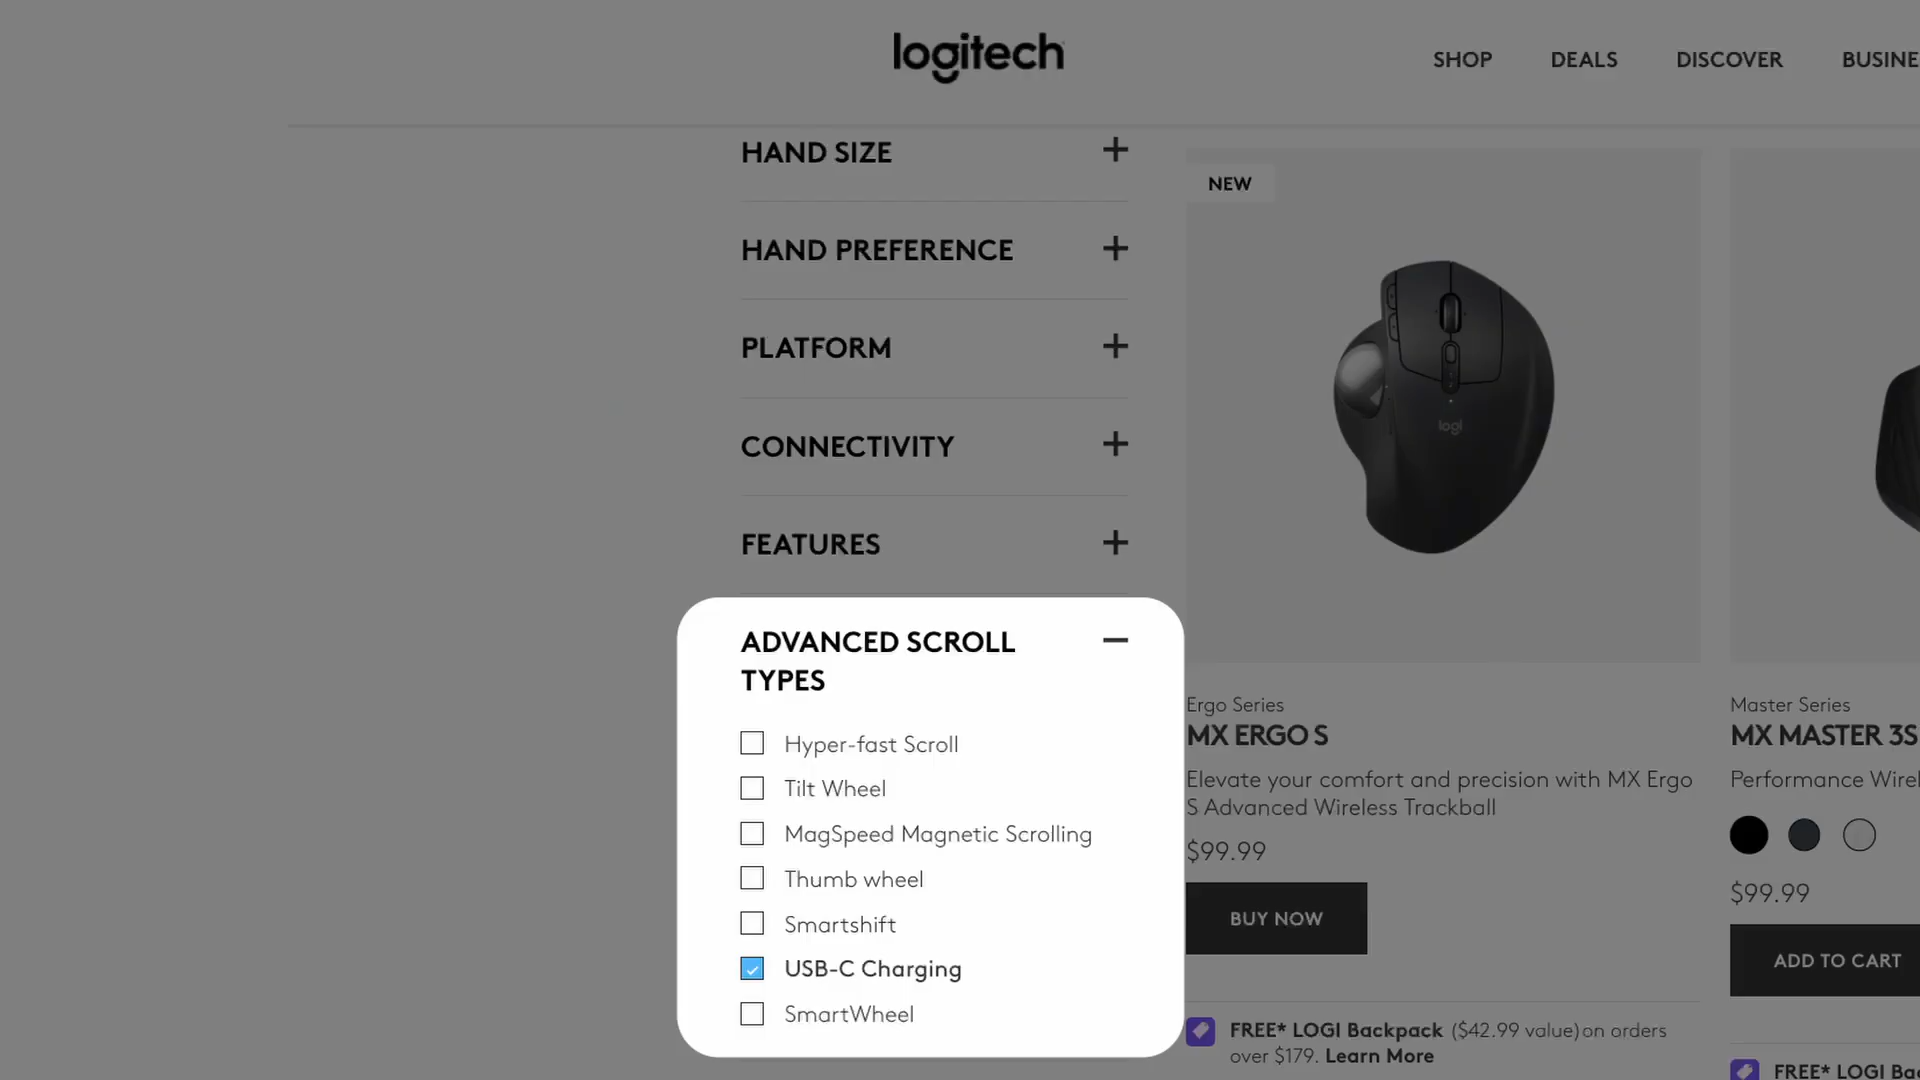 logitech
SHOP
DEALS
DISCOVER
BUSINE
HAND SIZE
HAND PREFERENCE
PLATFORM
CONNECTIVITY
FEATURES
ADVANCED SCROLL
TYPES
Hyper-fast Scroll
Tilt Wheel
MagSpeed Magnetic Scrolling
Thumb wheel
Smartshift
USB-C Charging
SmartWheel
NEW
logi
Ergo Series
MX ERGO S
Elevate your comfort and precision with MX Ergo
S Advanced Wireless Trackball
$99.99
BUY NOW
FREE* LOGI Backpack ($42.99 value) on orders
over $179. Learn More
Master Series
MX MASTER 3S
Performance Wirel
$99.99
ADD TO CART
FREE* LOGI Bac